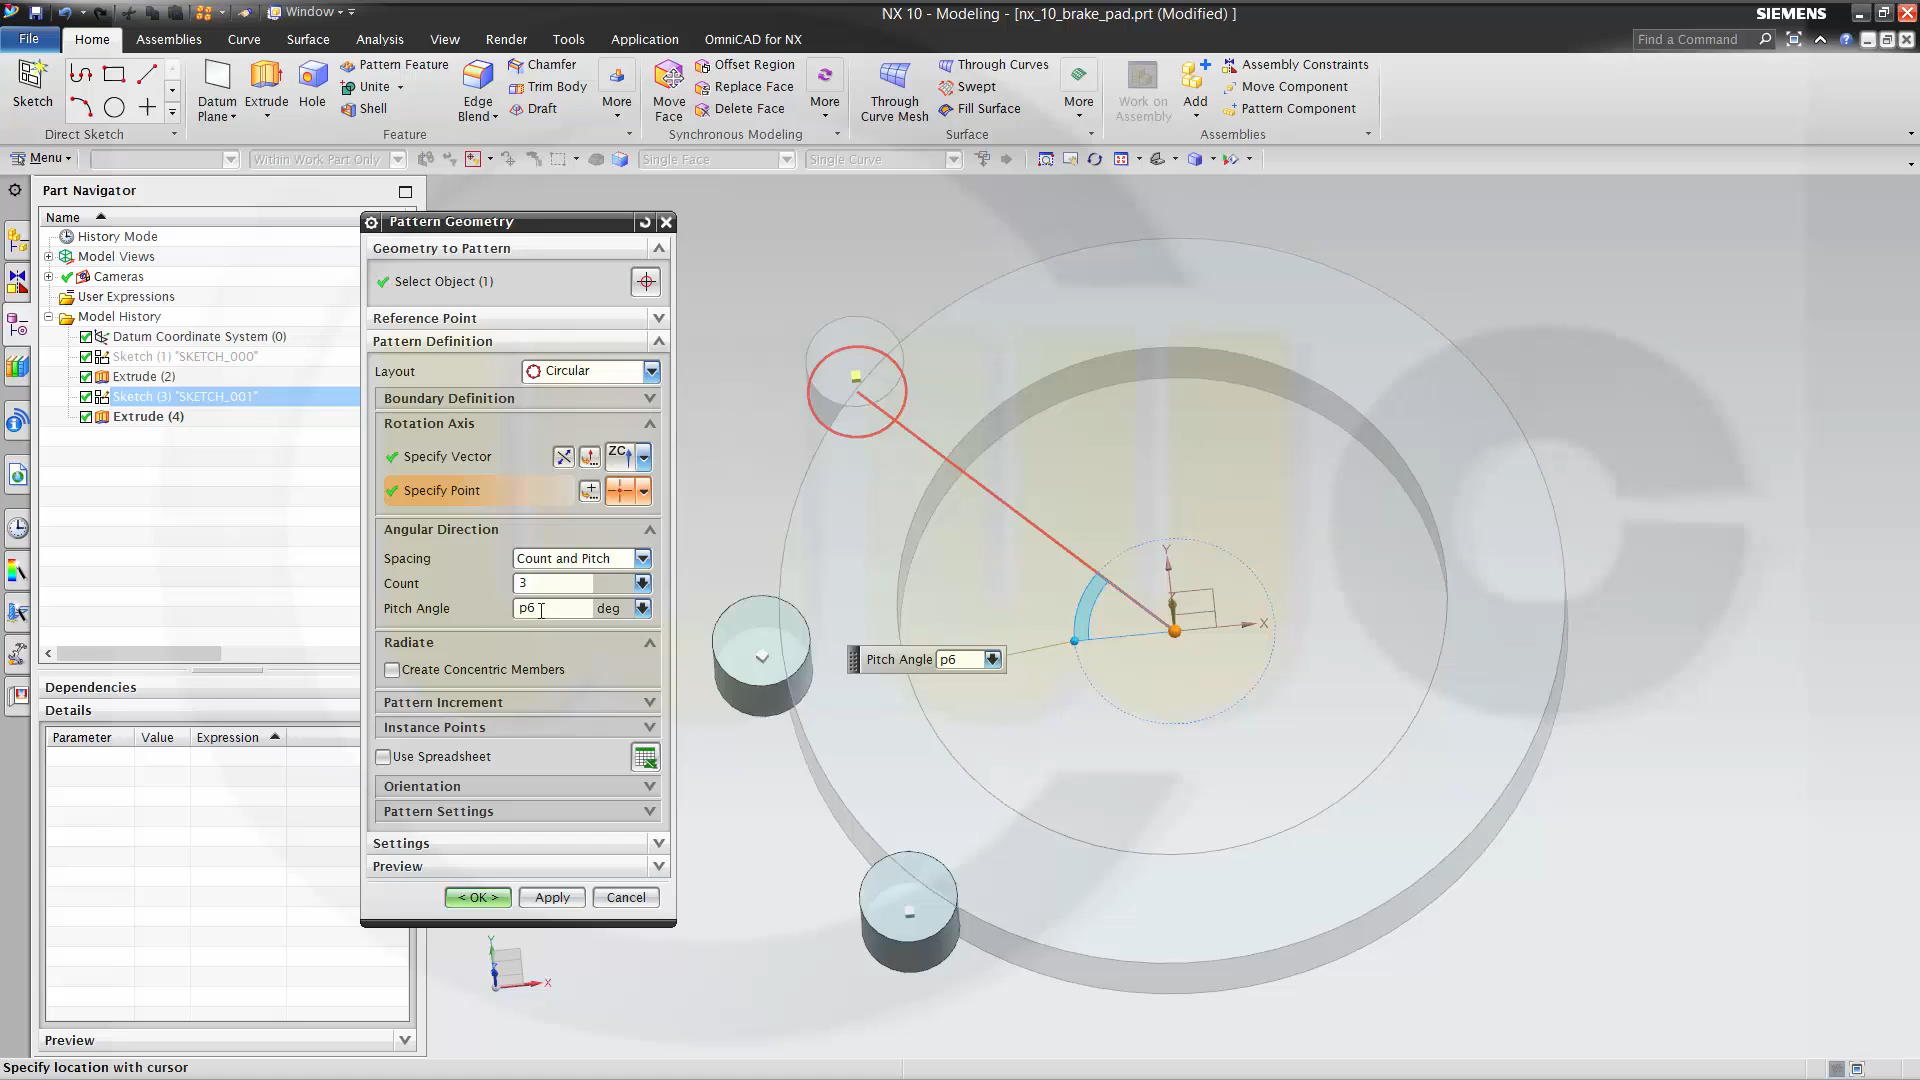 Window
NX 10 - Modeling - [nx_10_brake_pad.prt (Modified) ]
SIEMENS
File
Home
Assemblies
Curve
Surface
Analysis
View
Render
Tools
Application
OmniCAD for NX
Find a Command
Sketch
Direct Sketch
Datum Plane
Extrude
Hole
Pattern Feature
Unite
Shell
Edge Blend
Chamfer
Trim Body
Draft
More
Feature
Move Face
Offset Region
Replace Face
Delete Face
More
Synchronous Modeling
Through Curve Mesh
Through Curves
Swept
Fill Surface
More
Surface
Work on Assembly
Add
Assembly Constraints
Move Component
Pattern Component
Assemblies
Menu
Within Work Part Only
Single Face
Single Curve
Part Navigator
Name
History Mode
Model Views
Cameras
User Expressions
Model History
Datum Coordinate System (0)
Sketch (1) "SKETCH_000"
Extrude (2)
Sketch (3) "SKETCH_001"
Extrude (4)
Dependencies
Details
Parameter
Value
Expression
Preview
Pattern Geometry
Geometry to Pattern
Select Object (1)
Reference Point
Pattern Definition
Layout
Circular
Boundary Definition
Rotation Axis
Specify Vector
ZC
Specify Point
Angular Direction
Spacing
Count and Pitch
Count
3
Pitch Angle
p6
deg
Radiate
Create Concentric Members
Pattern Increment
Instance Points
Use Spreadsheet
Orientation
Pattern Settings
Settings
Preview
< OK >
Apply
Cancel
Pitch Angle
p6
Y
X
Y
X
Specify location with cursor